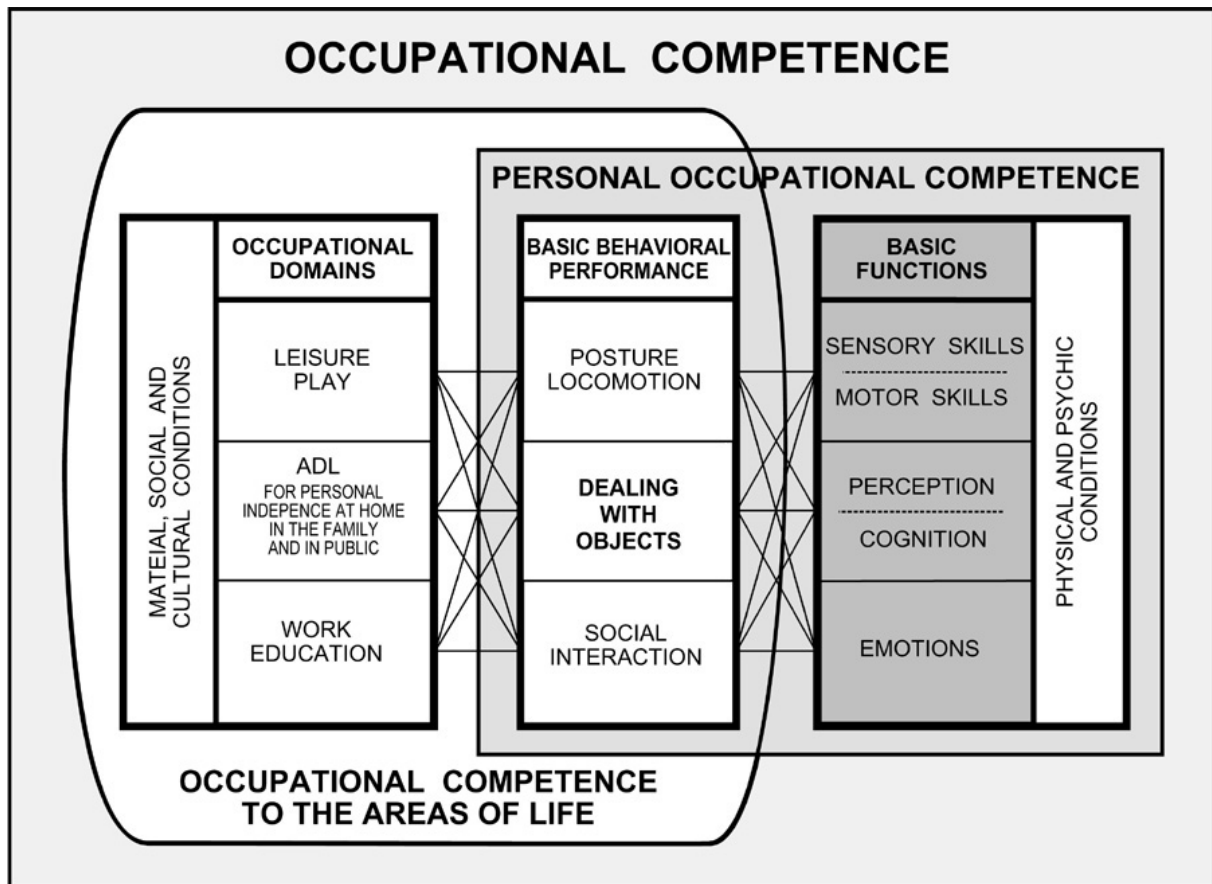 OCCUPATIONAL COMPETENCE
PERSONAL OCCUPATIONAL COMPETENCE
MATEIAL, SOCIAL AND
CULTURAL CONDITIONS
OCCUPATIONAL
DOMAINS
LEISURE
PLAY
ADL
FOR PERSONAL
INDEPENCE AT HOME
IN THE FAMILY
AND IN PUBLIC
WORK
EDUCATION
BASIC BEHAVIORAL
PERFORMANCE
POSTURE
LOCOMOTION
DEALING
WITH
OBJECTS
SOCIAL
INTERACTION
BASIC
FUNCTIONS
SENSORY SKILLS
MOTOR SKILLS
PERCEPTION
COGNITION
EMOTIONS
PHYSICAL AND PSYCHIC
CONDITIONS
OCCUPATIONAL COMPETENCE
TO THE AREAS OF LIFE